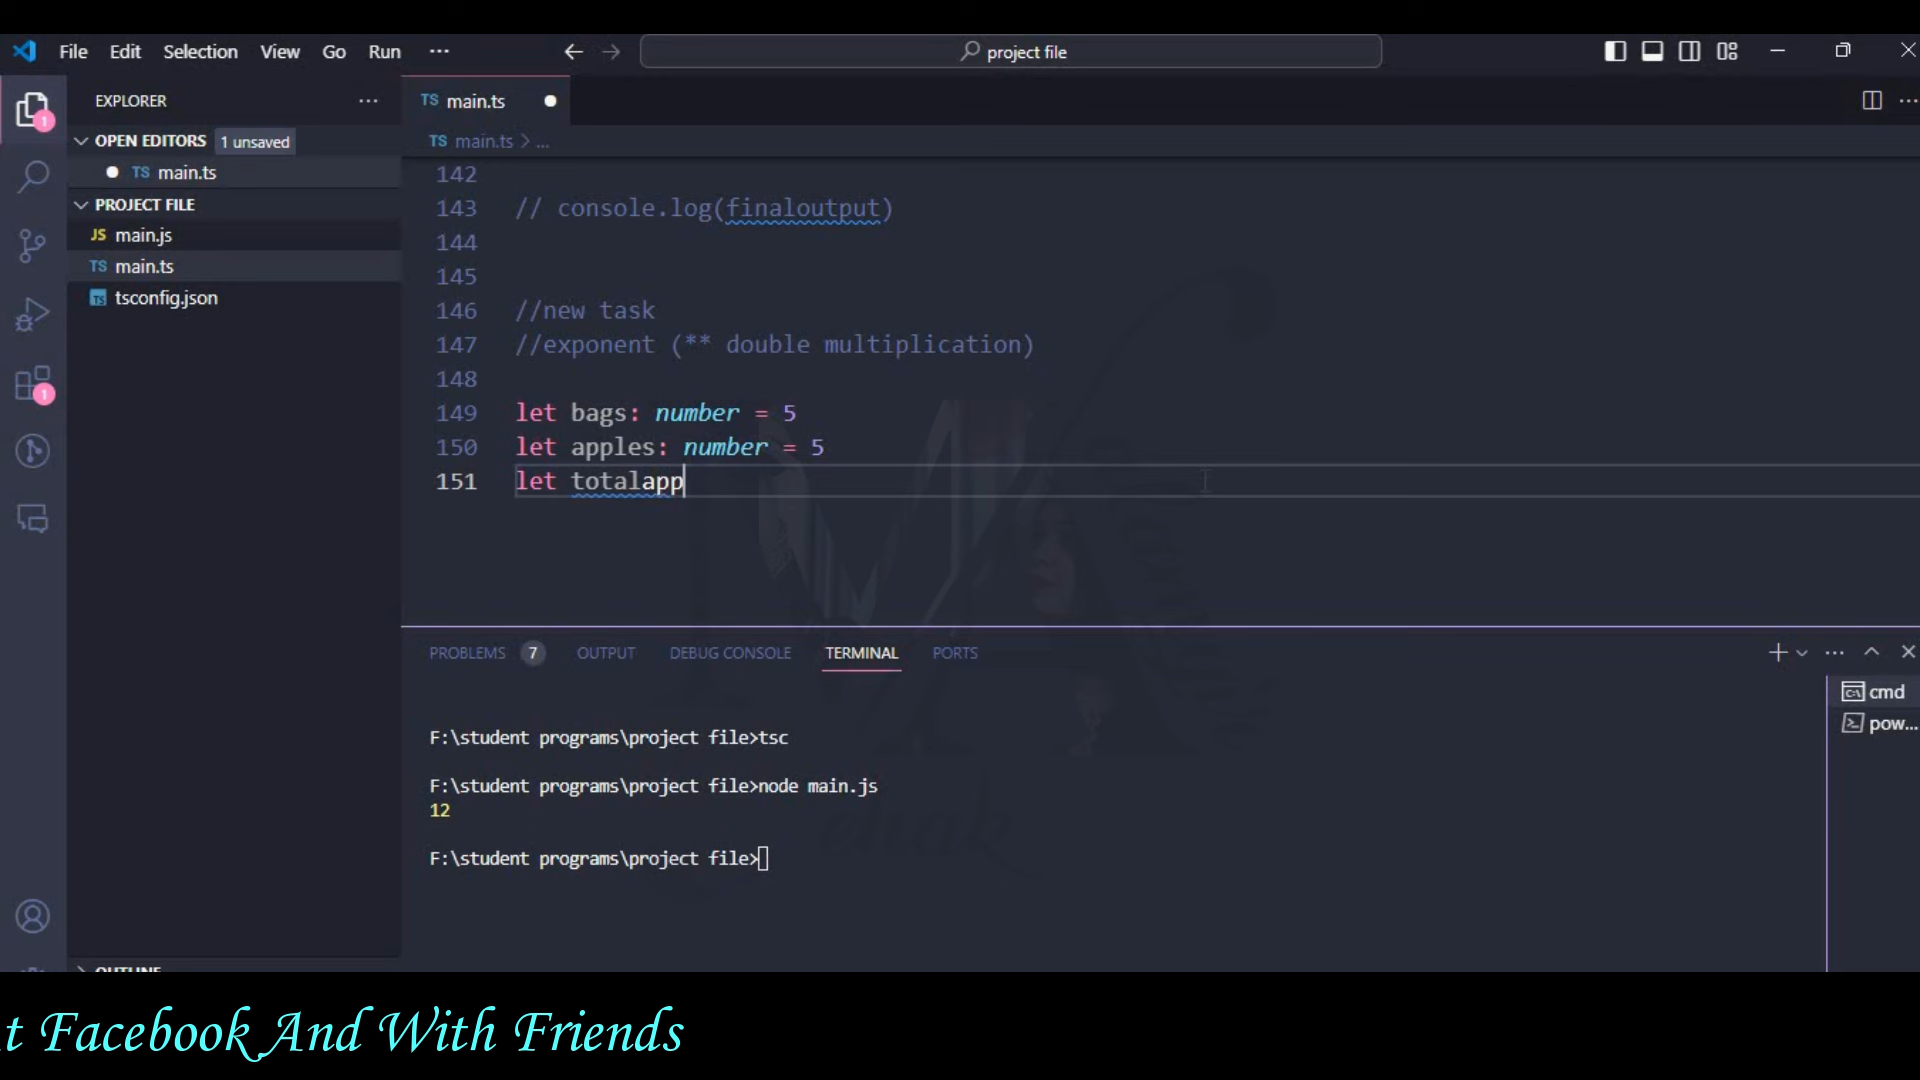 File Edit Selection View Go Run ... project file
EXPLORER ...
OPEN EDITORS 1 unsaved
TS main.ts
PROJECT FILE
JS main.js
TS main.ts
TS tsconfig.json
1
1
TS main.ts
TS main.ts > ...
142
143 // console.log(finaloutput)
144
145
146 //new task
147 //exponent (** double multiplication)
148
149 let bags: number = 5
150 let apples: number = 5
151 let totalapp
PROBLEMS 7 OUTPUT DEBUG CONSOLE TERMINAL PORTS
F:\student programs\project file>tsc
F:\student programs\project file>node main.js
12
F:\student programs\project file>
cmd
pow...
OUTLINE
t Facebook And With Friends